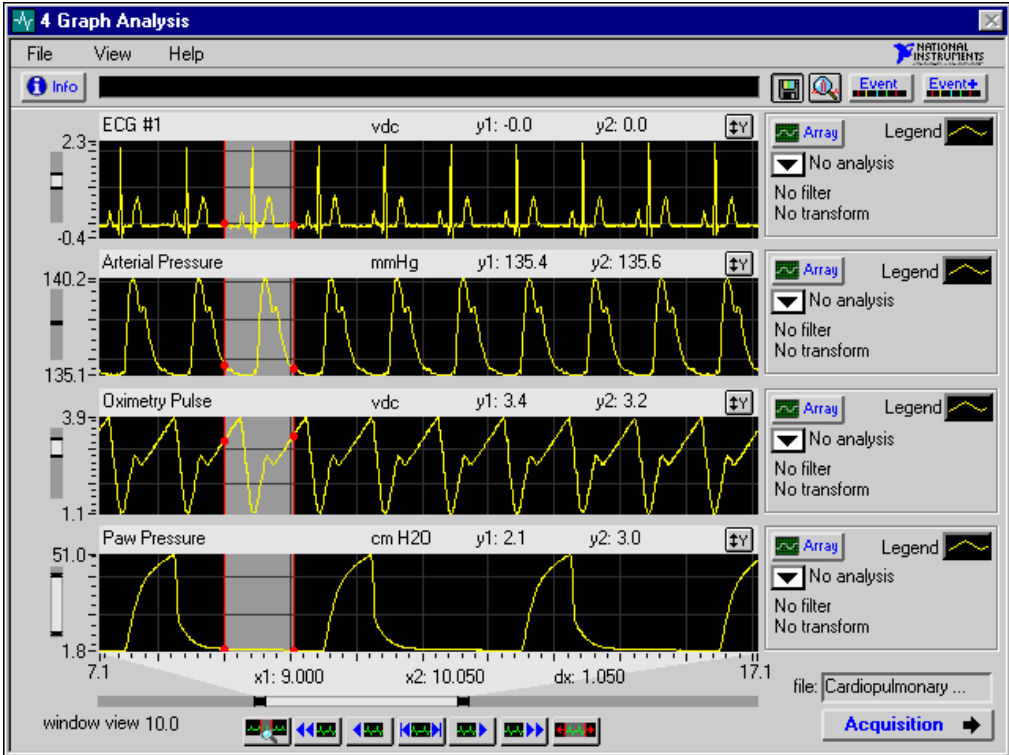 4 Graph Analysis
File View Help
NATIONAL
INSTRUMENTS
Info
Event Event+
ECG #1 vdc y1: -0.0 y2: 0.0 Y
2.3
-0.4
Array Legend
No analysis
No filter
No transform
Arterial Pressure mmHg y1: 135.4 y2: 135.6 Y
140.2
135.1
Array Legend
No analysis
No filter
No transform
Oximetry Pulse vdc y1: 3.4 y2: 3.2 Y
3.9
1.1
Array Legend
No analysis
No filter
No transform
Paw Pressure cm H20 y1: 2.1 y2: 3.0 Y
51.0
1.8
Array Legend
No analysis
No filter
No transform
7.1 x1: 9.000 x2: 10.050 dx: 1.050 17.1
file: Cardiopulmonary ...
window view 10.0
Acquisition